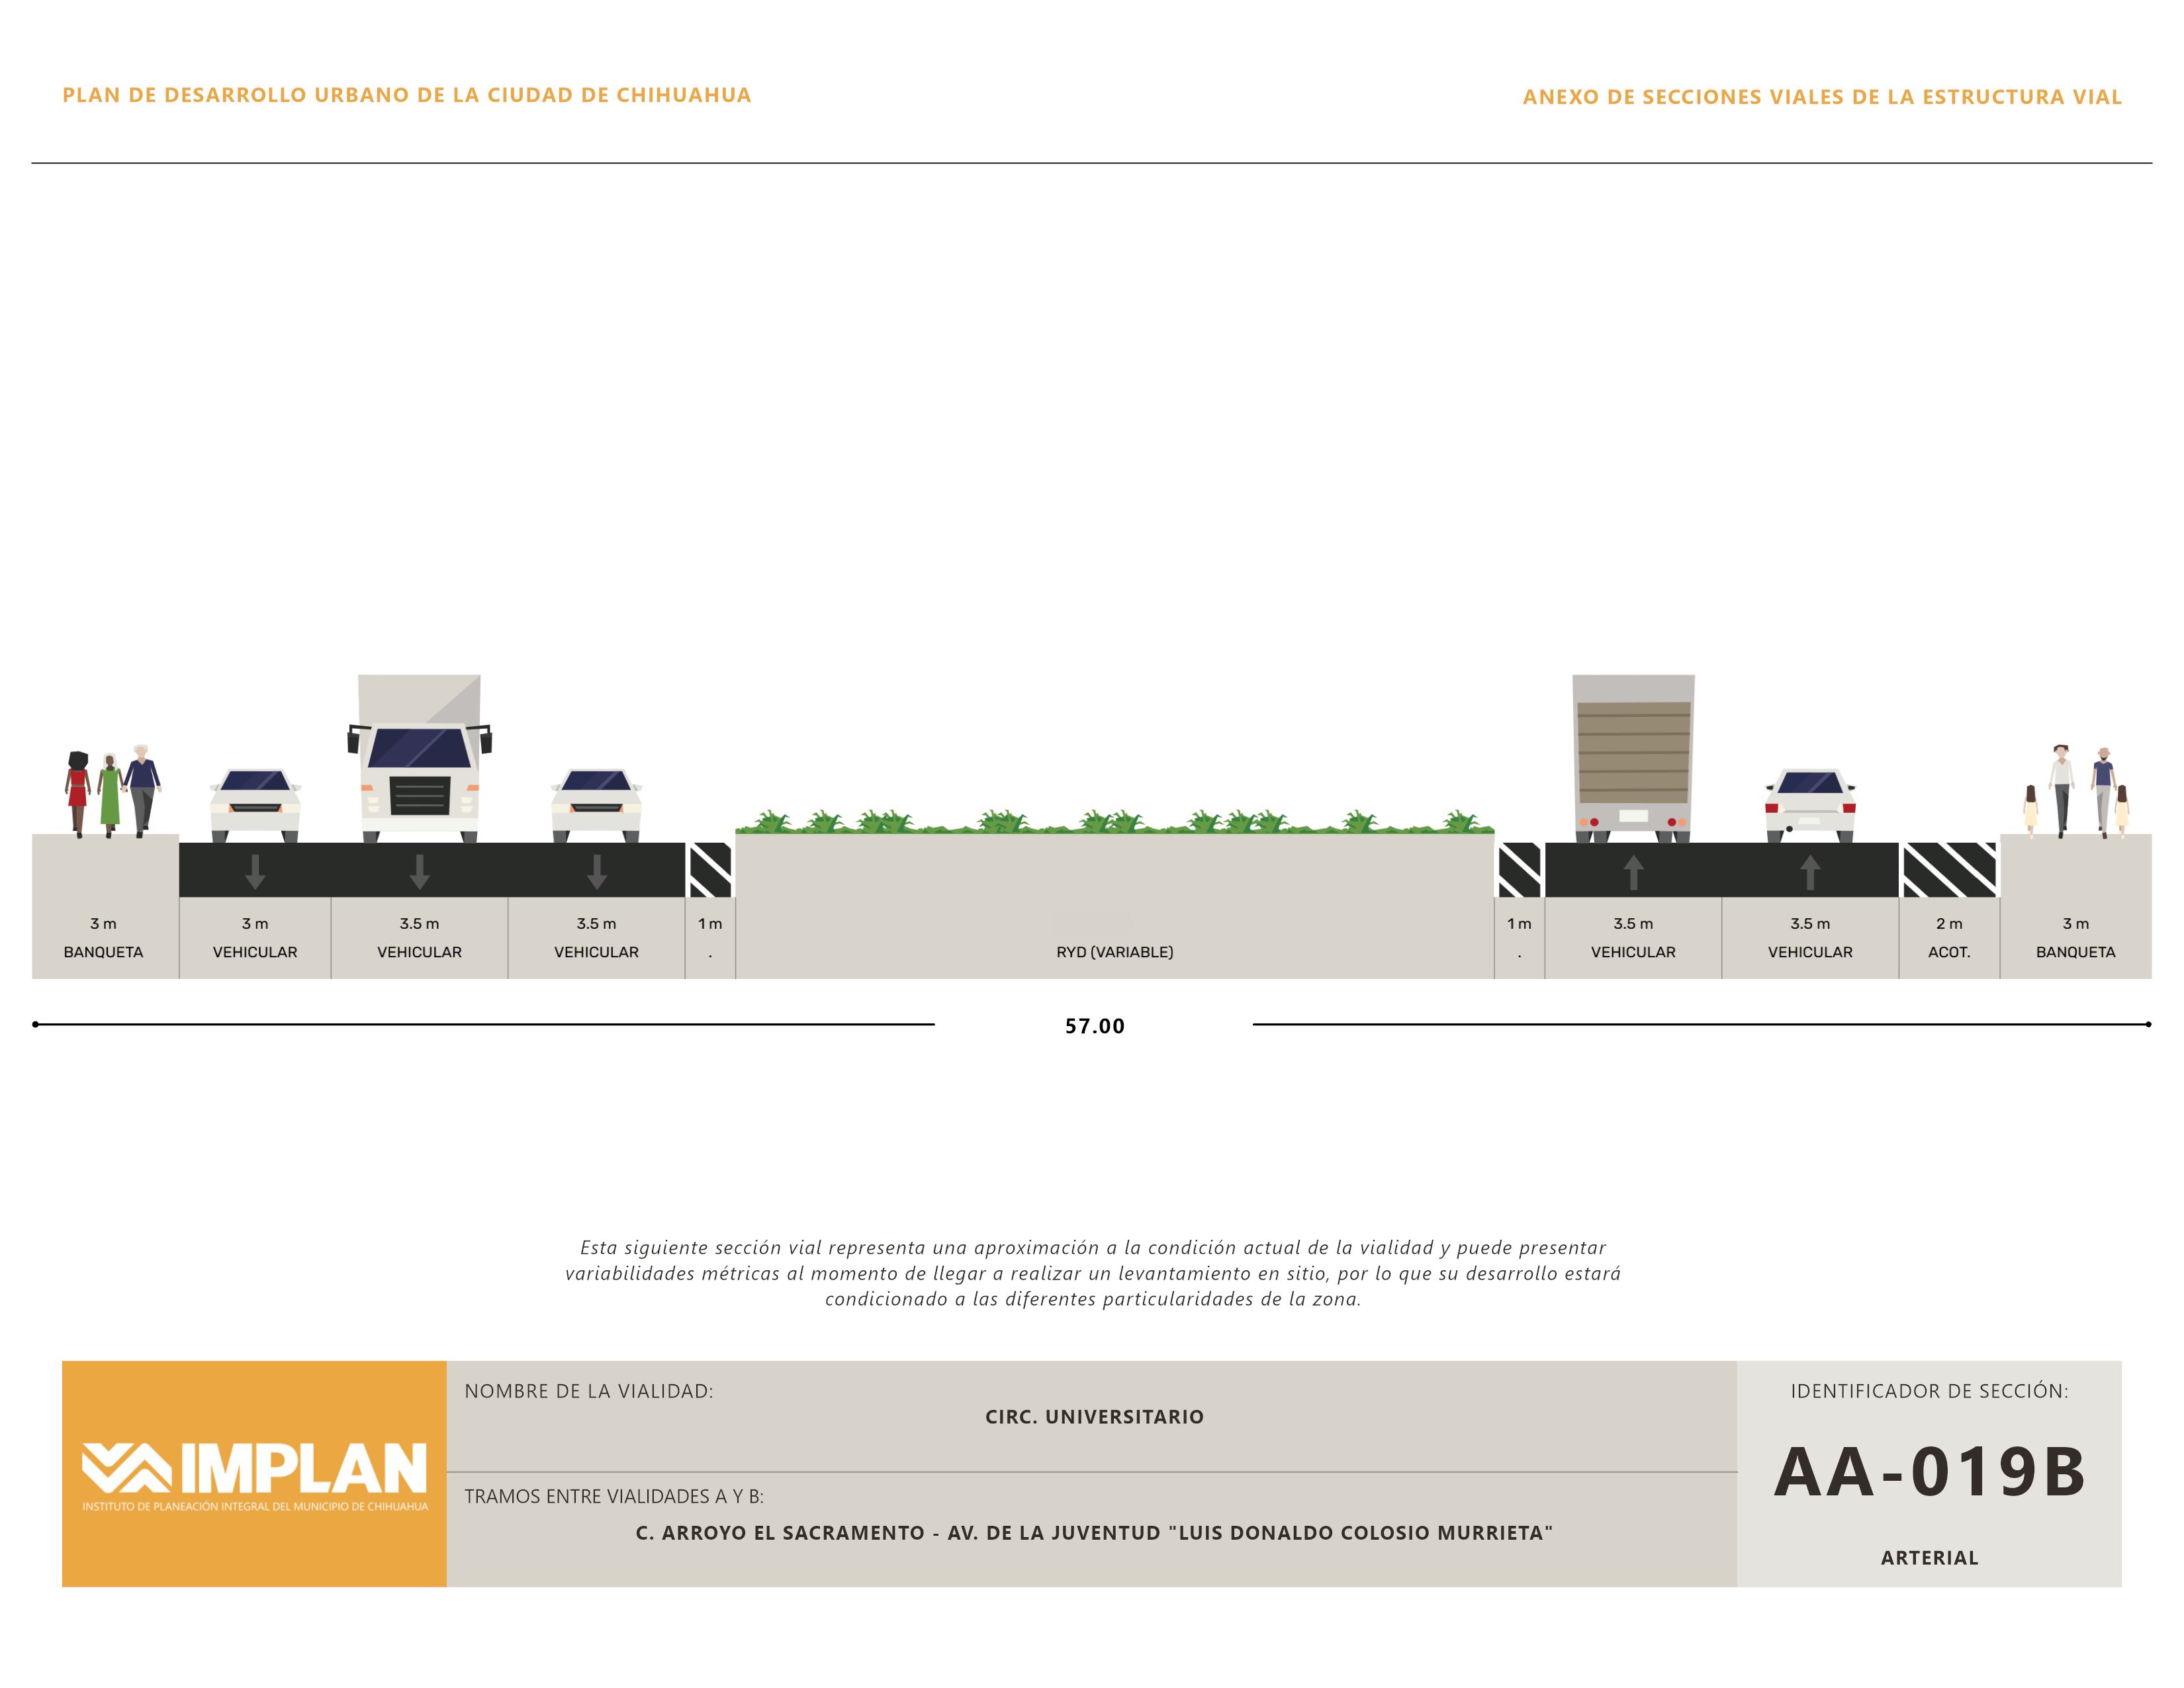 PLAN DE DESARROLLO URBANO DE LA CIUDAD DE CHIHUAHUA
ANEXO DE SECCIONES VIALES DE LA ESTRUCTURA VIAL
3 m
BANQUETA
3 m
VEHICULAR
3.5 m
VEHICULAR
3.5 m
VEHICULAR
1 m
.
RYD (VARIABLE)
1 m
.
3.5 m
VEHICULAR
3.5 m
VEHICULAR
2 m
ACOT.
3 m
BANQUETA
57.00
Esta siguiente sección vial representa una aproximación a la condición actual de la vialidad y puede presentar
variabilidades métricas al momento de llegar a realizar un levantamiento en sitio, por lo que su desarrollo estará
condicionado a las diferentes particularidades de la zona.
IMPLAN
INSTITUTO DE PLANEACIÓN INTEGRAL DEL MUNICIPIO DE CHIHUAHUA
NOMBRE DE LA VIALIDAD:
CIRC. UNIVERSITARIO
TRAMOS ENTRE VIALIDADES A Y B:
C. ARROYO EL SACRAMENTO - AV. DE LA JUVENTUD "LUIS DONALDO COLOSIO MURRIETA"
IDENTIFICADOR DE SECCIÓN:
AA-019B
ARTERIAL